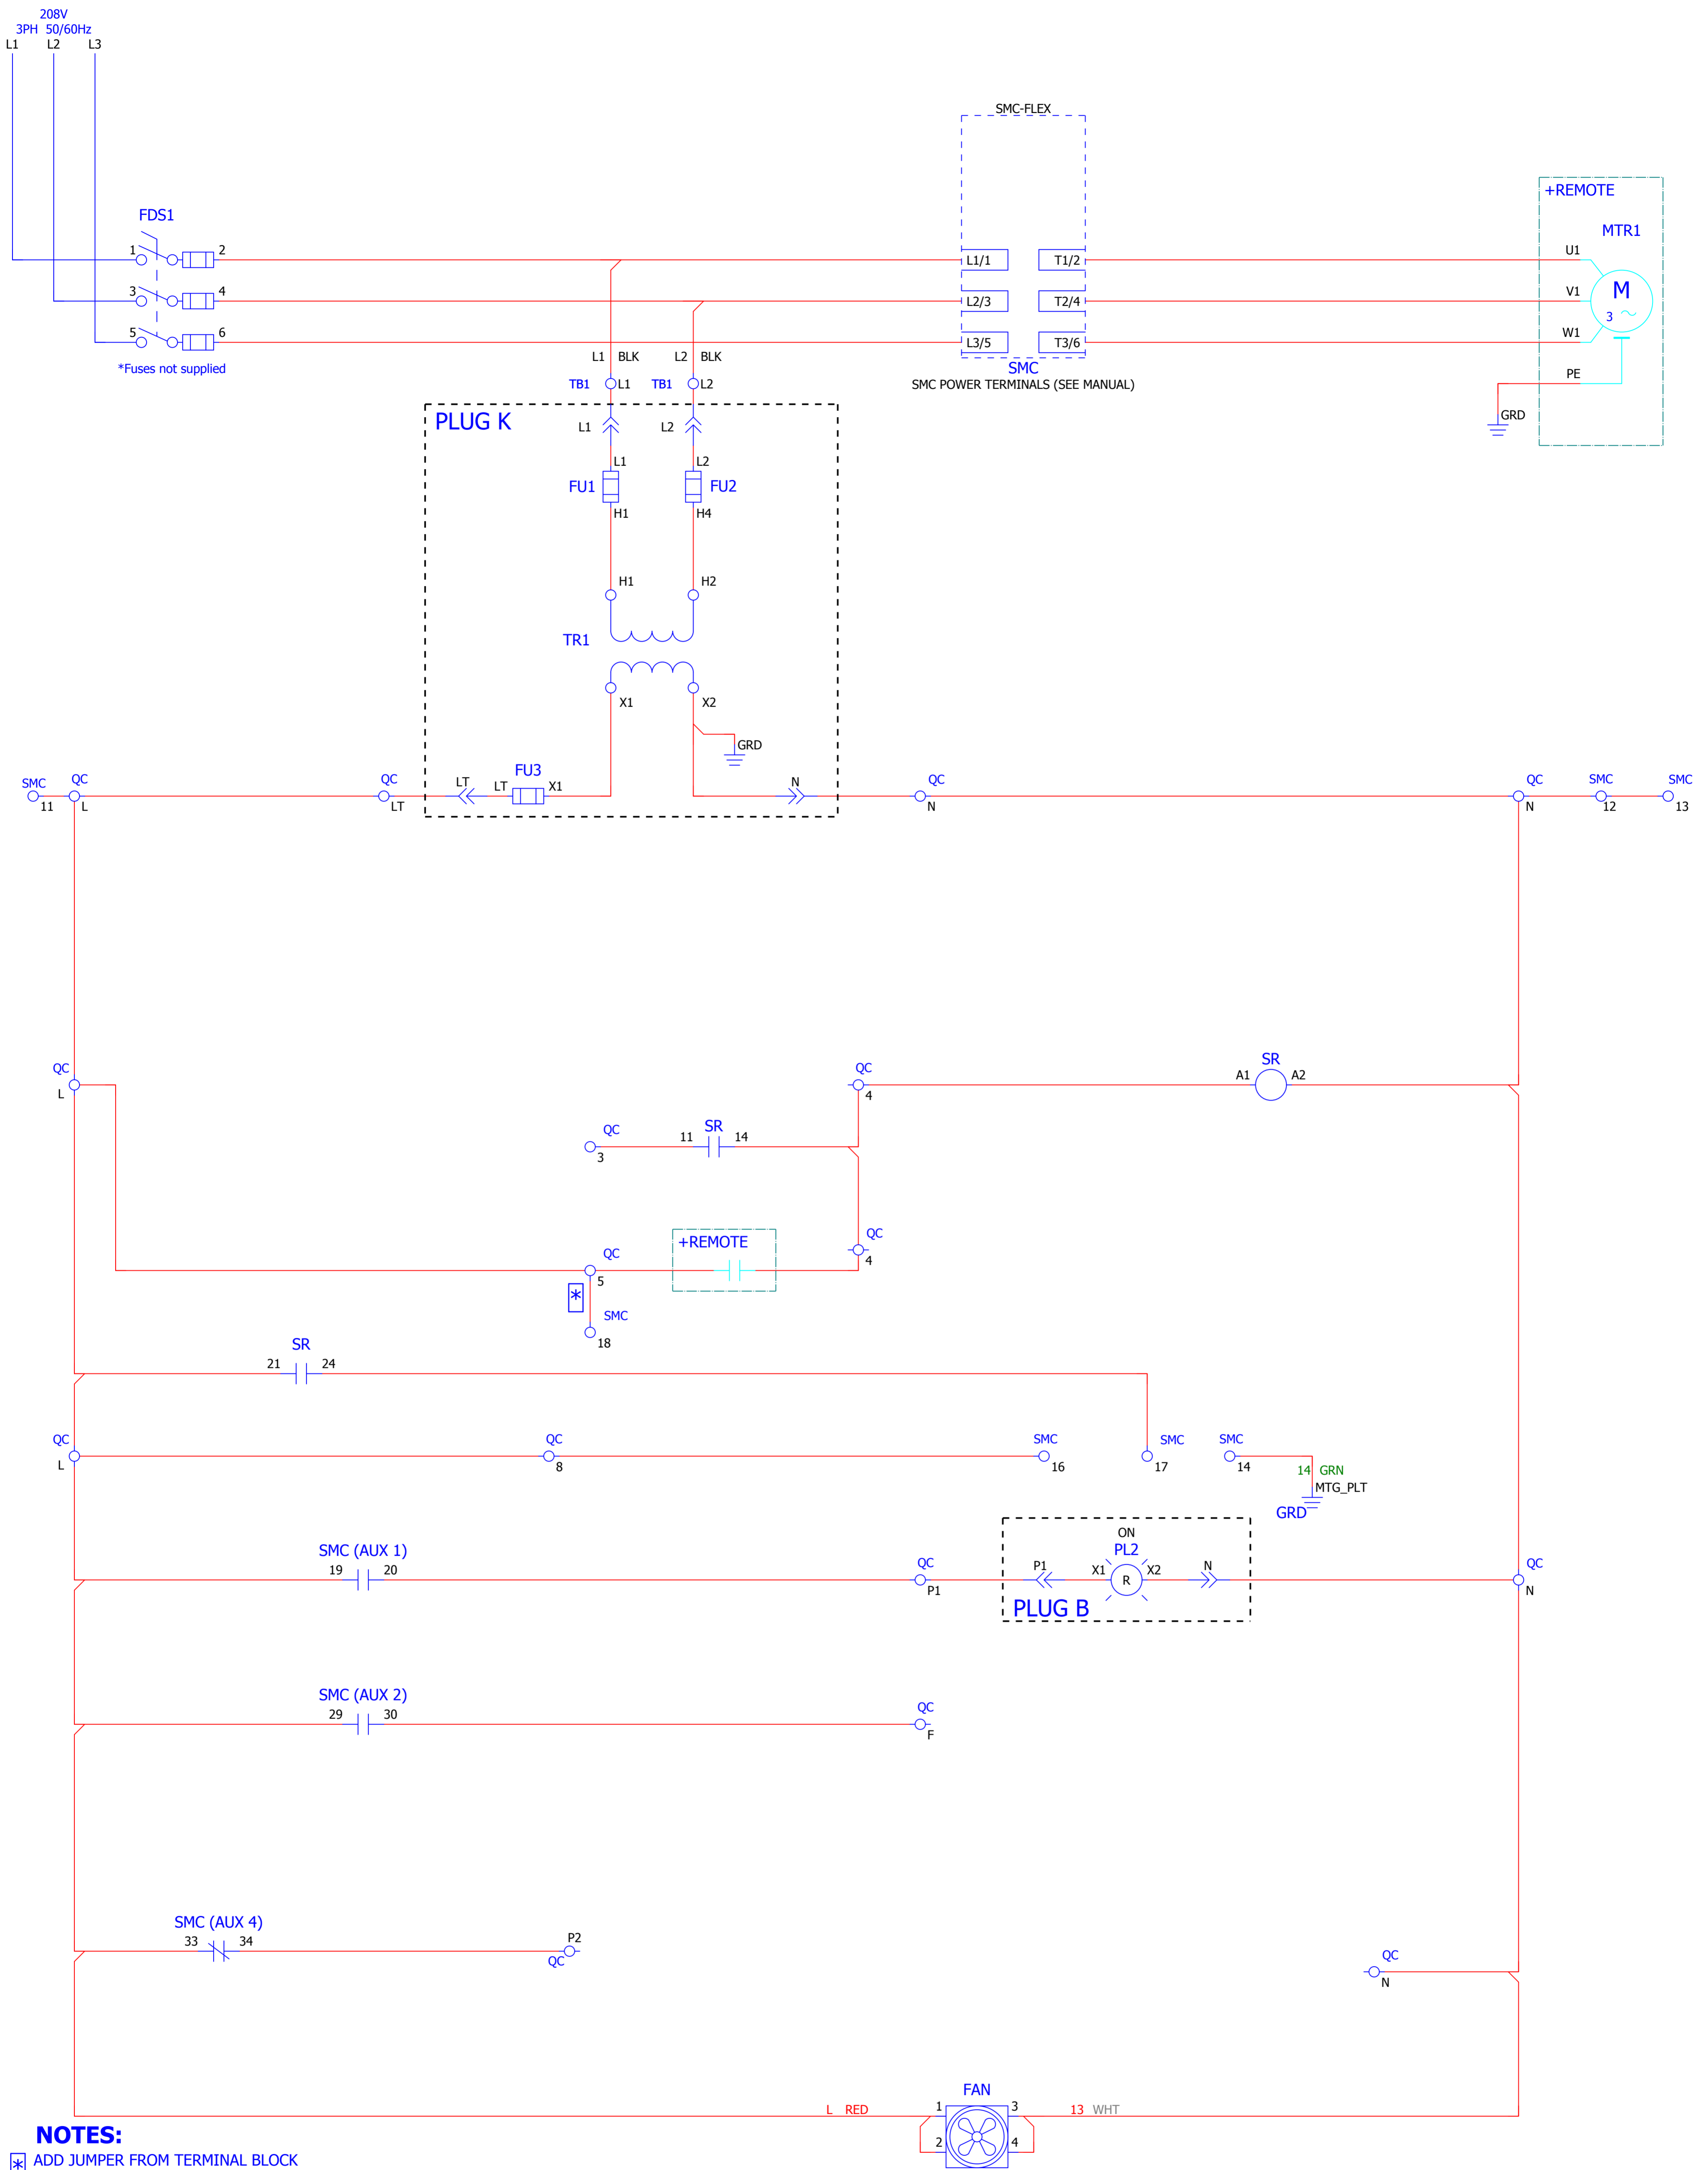 208V
3PH 50/60Hz
L1 L2 L3
SMC-FLEX
+REMOTE
FDS1
MTR1
1 2 L1/1 T1/2 U1
3 4 L2/3 T2/4 V1
M
3
5 6 L3/5 T3/6 W1
*Fuses not supplied
L1 BLK L2 BLK
SMC
SMC POWER TERMINALS (SEE MANUAL)
PE
TB1 L1 TB1 L2
GRD
PLUG K
L1 L2
L1 L2
FU1 FU2
H1 H4
H1 H2
TR1
X1 X2
GRD
FU3
SMC QC QC LT LT X1 N QC QC SMC SMC
11 L LT N N 12 13
QC QC SR
L 4 A1 A2
QC SR
3 11 14
QC +REMOTE QC
5 4
*
SMC
18
SR
21 24
QC QC SMC SMC SMC
L 8 16 17 14
14 GRN
MTG_PLT
GRD
ON
PL2
SMC (AUX 1)
19 20 QC P1 X1 R X2 N QC
P1 N
PLUG B
SMC (AUX 2)
29 30 QC
F
SMC (AUX 4)
33 34 P2
QC
QC
N
FAN
L RED 1 3 13 WHT
2 4
NOTES:
* ADD JUMPER FROM TERMINAL BLOCK